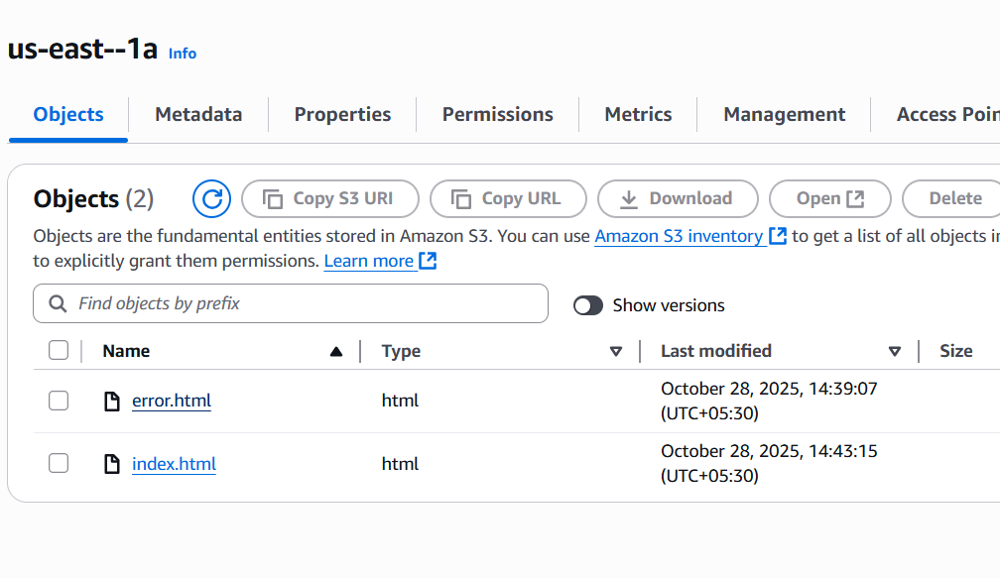 us-east--1a Info
Objects Metadata Properties Permissions Metrics Management Access Poin
Objects (2) Copy S3 URI Copy URL Download Open Delete
Objects are the fundamental entities stored in Amazon S3. You can use Amazon S3 inventory to get a list of all objects in
to explicitly grant them permissions. Learn more
Find objects by prefix Show versions
Name Type Last modified Size
error.html html October 28, 2025, 14:39:07
(UTC+05:30)
index.html html October 28, 2025, 14:43:15
(UTC+05:30)